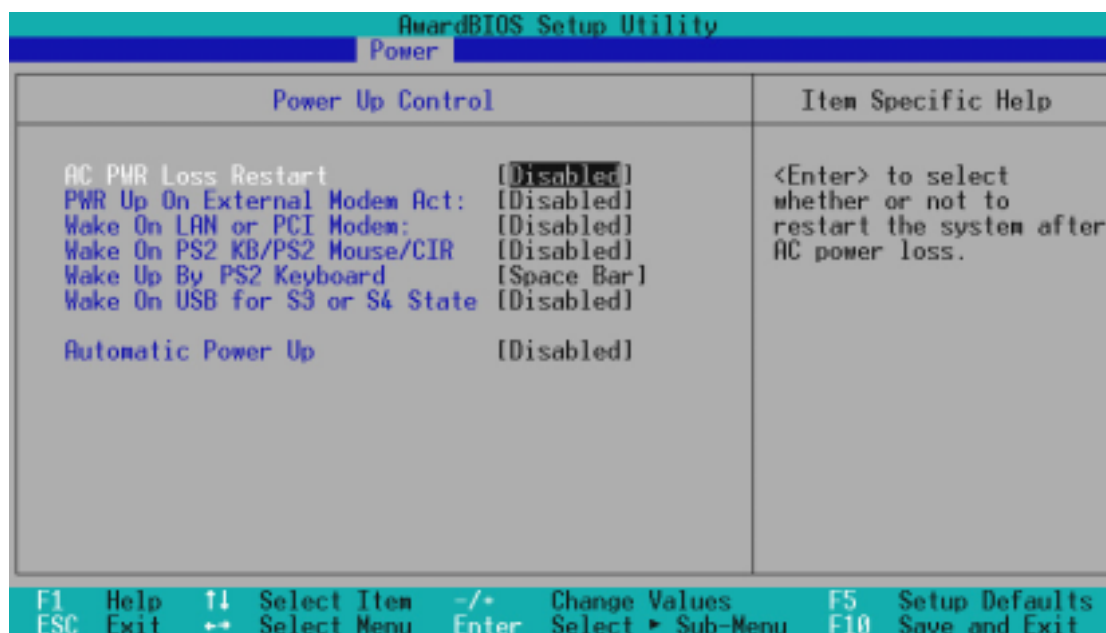 AwardBIOS Setup Utility
Power
Power Up Control
Item Specific Help
AC PWR Loss Restart [Disabled]
PWR Up On External Modem Act: [Disabled]
Wake On LAN or PCI Modem: [Disabled]
Wake On PS2 KB/PS2 Mouse/CIR [Disabled]
Wake Up By PS2 Keyboard [Space Bar]
Wake On USB for S3 or S4 State [Disabled]
Automatic Power Up [Disabled]
<Enter> to select
whether or not to
restart the system after
AC power loss.
F1 Help ↑↓ Select Item -/+ Change Values F5 Setup Defaults
ESC Exit ←→ Select Menu Enter Select ► Sub-Menu F10 Save and Exit